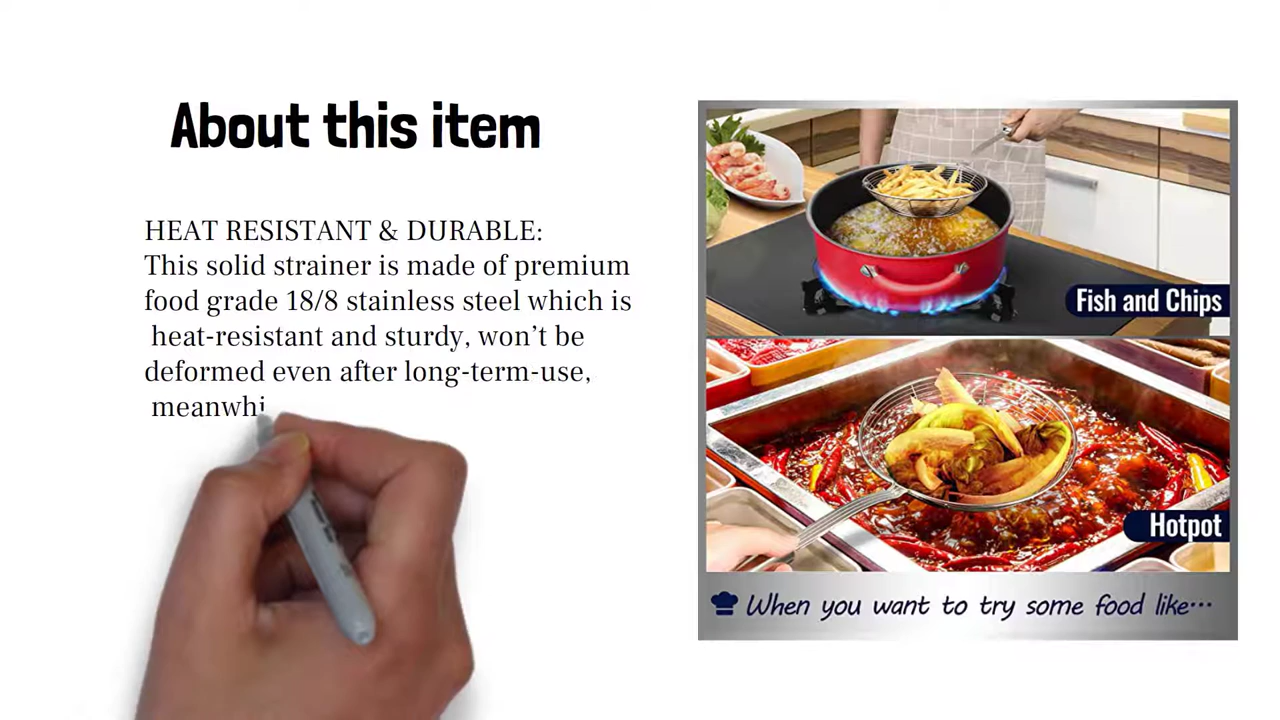 About this item
HEAT RESISTANT & DURABLE:
This solid strainer is made of premium
food grade 18/8 stainless steel which is
heat-resistant and sturdy, won’t be
deformed even after long-term-use,
meanwhi
Fish and Chips
Hotpot
When you want to try some food like···